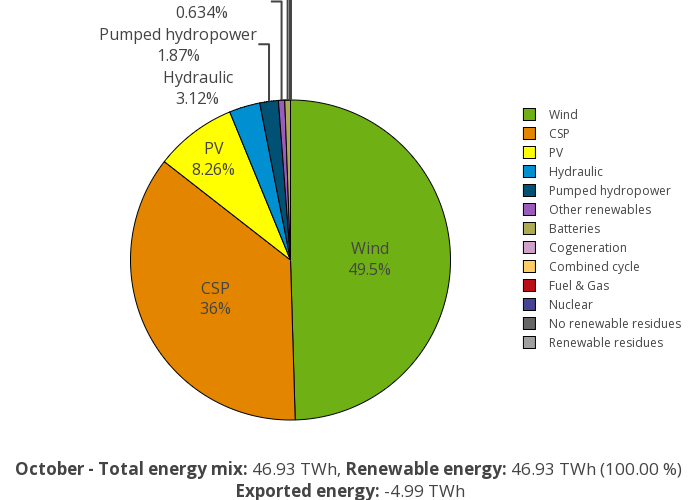 0.634%
Pumped hydropower
1.87%
Hydraulic
3.12%
PV
8.26%
Wind
49.5%
CSP
36%
Wind
CSP
PV
Hydraulic
Pumped hydropower
Other renewables
Batteries
Cogeneration
Combined cycle
Fuel & Gas
Nuclear
No renewable residues
Renewable residues
October - Total energy mix: 46.93 TWh, Renewable energy: 46.93 TWh (100.00 %)
Exported energy: -4.99 TWh